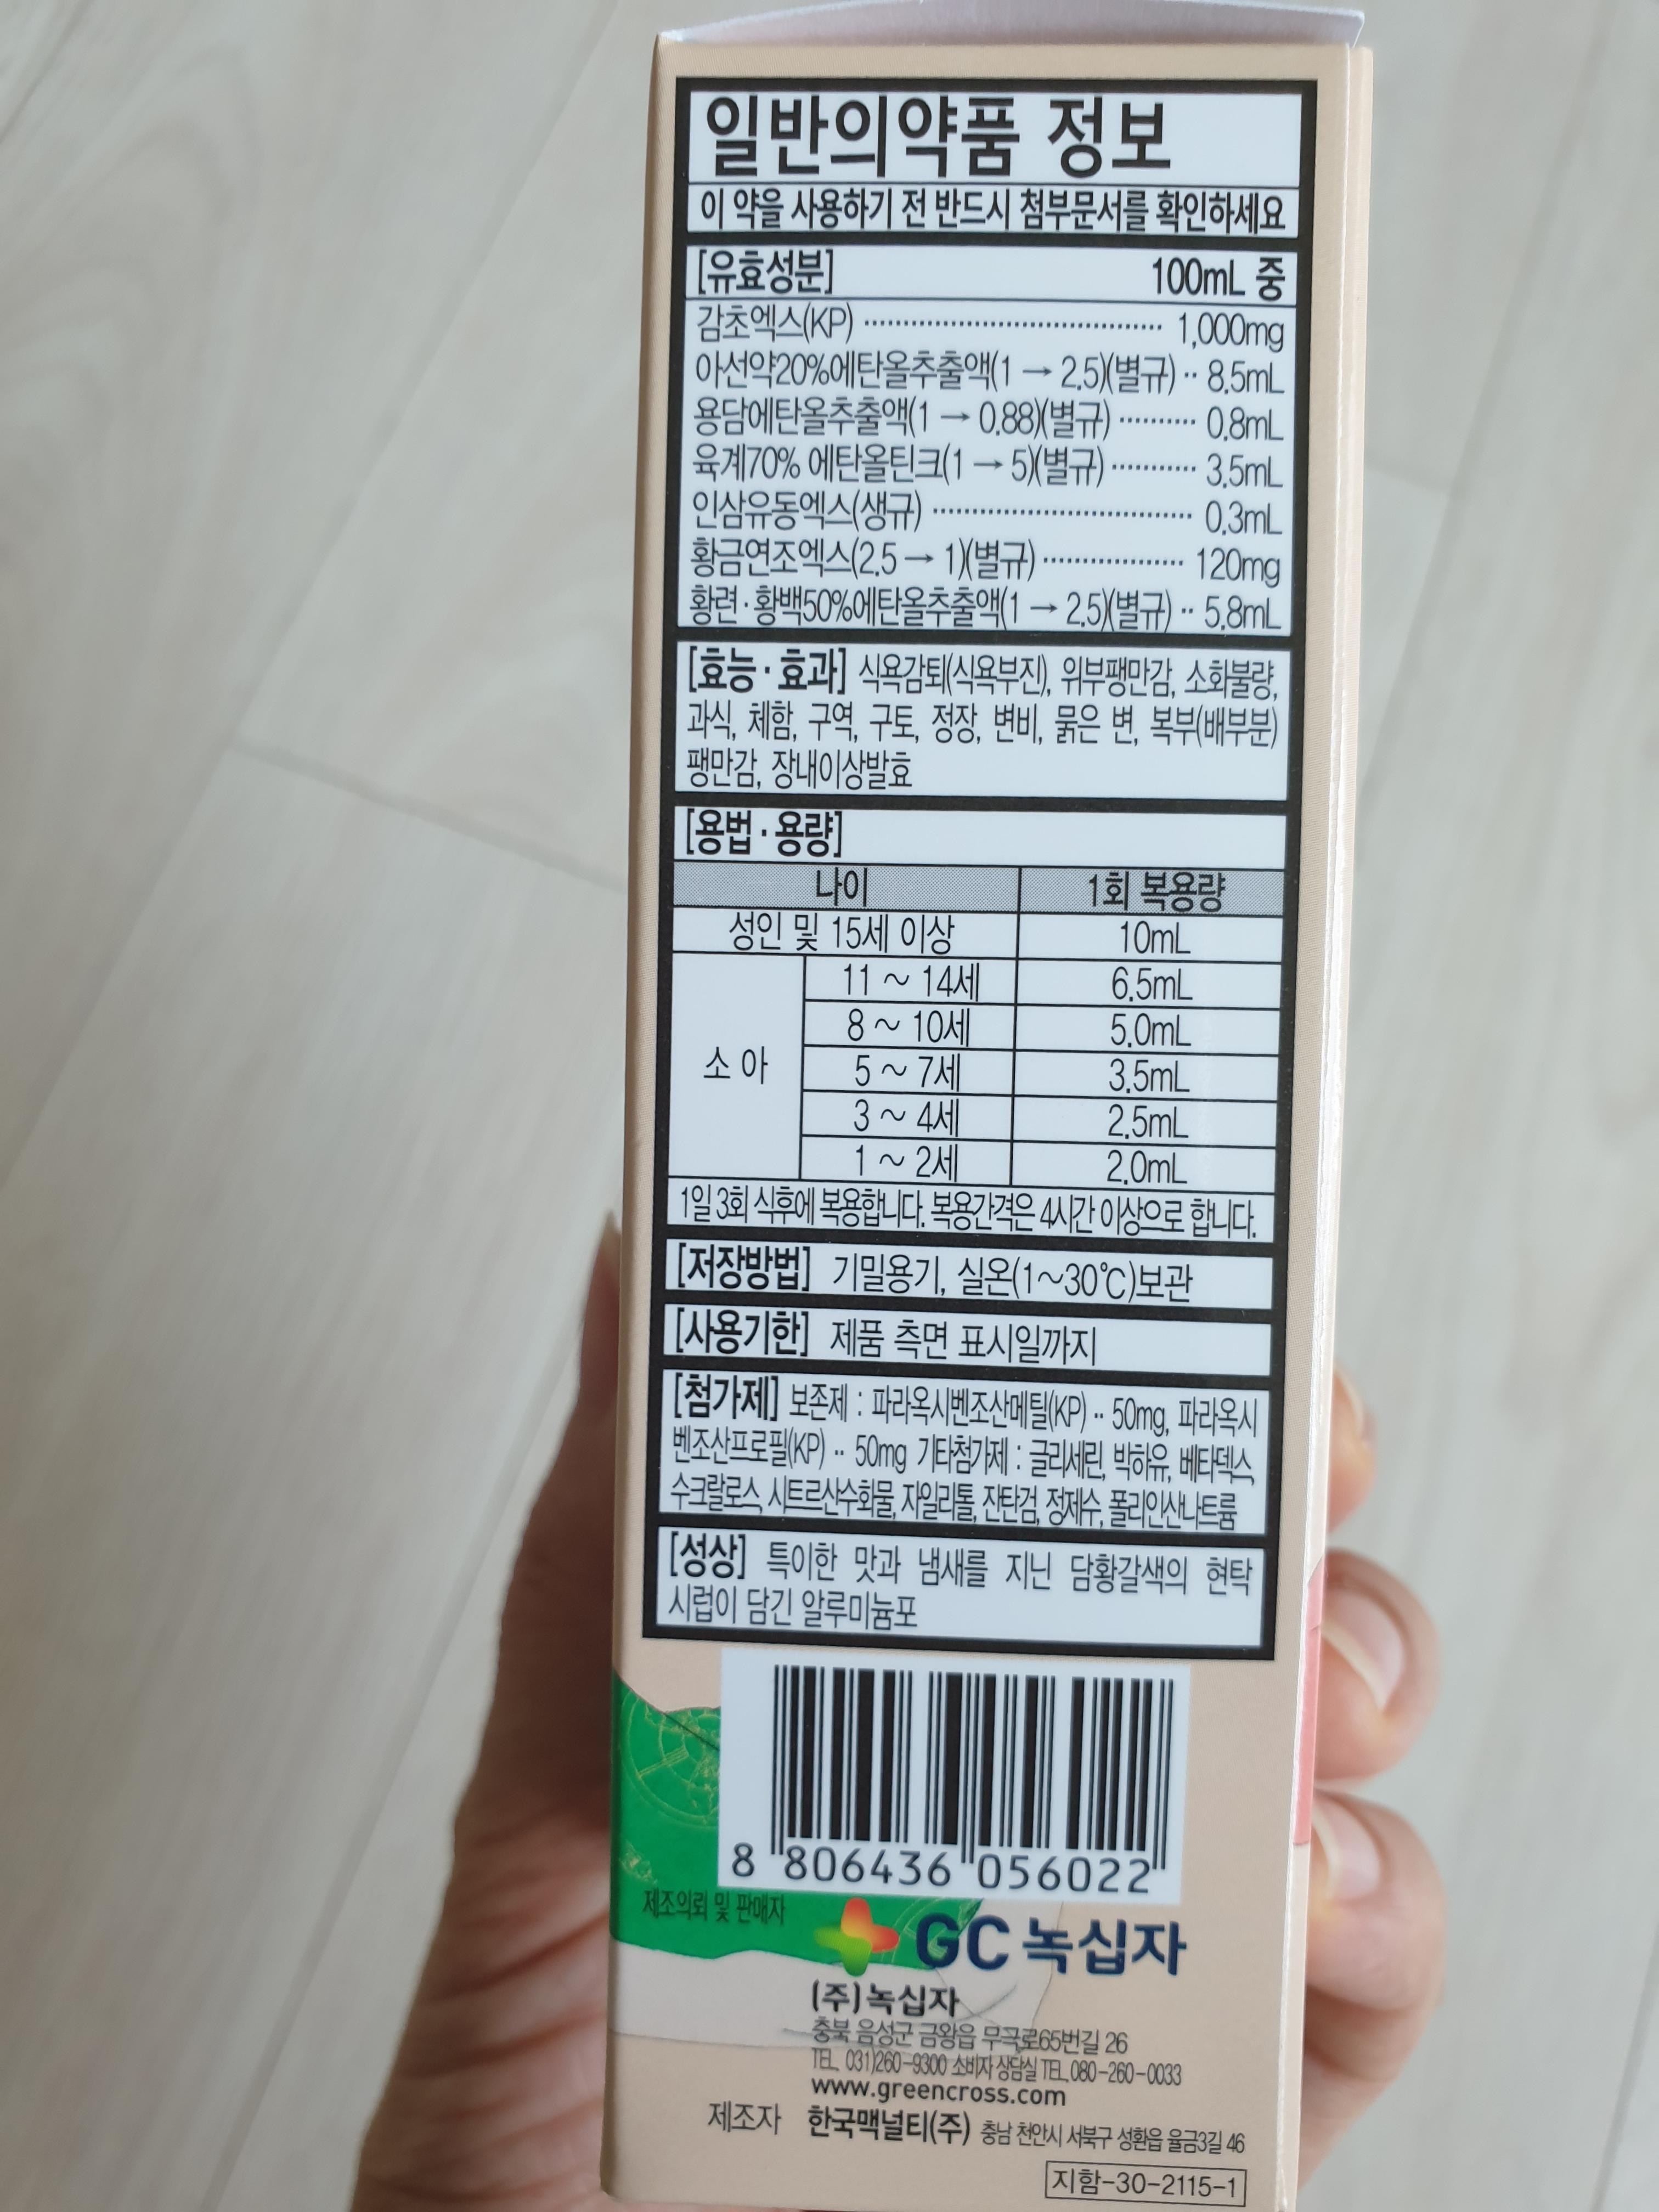 일반의약품 정보
이 약을 사용하기 전 반드시 첨부문서를 확인하세요
[유효성분] 100mL 중
감초엑스(KP) ······································ 1,000mg
아선약20%에탄올추출액(1 → 2.5)(별규) ·· 8.5mL
용담에탄올추출액(1 → 0.88)(별규) ·········· 0.8mL
육계70% 에탄올틴크(1 → 5)(별규) ··········· 3.5mL
인삼유동엑스(생규) ································· 0.3mL
황금연조엑스(2.5 → 1)(별규) ·················· 120mg
황련·황백50%에탄올추출액(1 → 2.5)(별규) ·· 5.8mL
[효능·효과] 식욕감퇴(식욕부진), 위부팽만감, 소화불량,
과식, 체함, 구역, 구토, 정장, 변비, 묽은 변, 복부(배부분)
팽만감, 장내이상발효
[용법·용량]
나이 1회 복용량
성인 및 15세 이상 10mL
소 아
11 ~ 14세 6.5mL
8 ~ 10세 5.0mL
5 ~ 7세 3.5mL
3 ~ 4세 2.5mL
1 ~ 2세 2.0mL
1일 3회 식후에 복용합니다. 복용간격은 4시간 이상으로 합니다.
[저장방법] 기밀용기, 실온(1~30℃)보관
[사용기한] 제품 측면 표시일까지
[첨가제] 보존제 : 파라옥시벤조산메틸(KP) ·· 50mg, 파라옥시
벤조산프로필(KP) ·· 50mg 기타첨가제 : 글리세린, 박하유, 베타덱스,
수크랄로스, 시트르산수화물, 자일리톨, 잔탄검, 정제수, 폴리인산나트륨
[성상] 특이한 맛과 냄새를 지닌 담황갈색의 현탁
시럽이 담긴 알루미늄포
8 806436 056022
제조의뢰 및 판매자
GC 녹십자
(주)녹십자
충북 음성군 금왕읍 무극로65번길 26
TEL. 031)260-9300 소비자 상담실 TEL.080-260-0033
www.greencross.com
제조자 한국맥널티(주) 충남 천안시 서북구 성환읍 율금3길 46
지함-30-2115-1